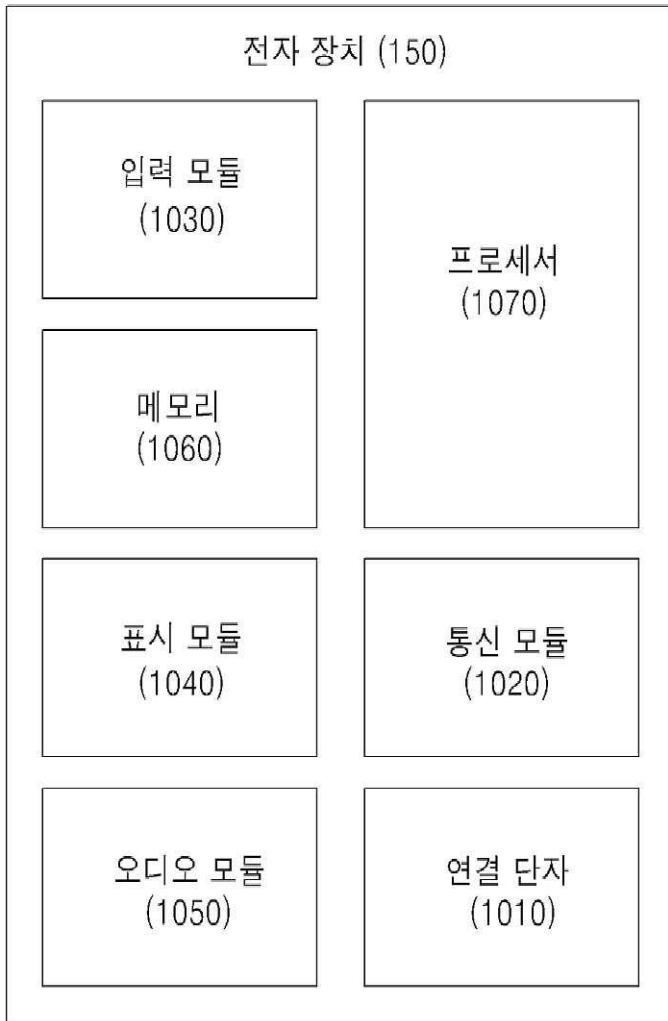 전자 장치 (150)
입력 모듈
(1030)
프로세서
(1070)
메모리
(1060)
표시 모듈
(1040)
통신 모듈
(1020)
오디오 모듈
(1050)
연결 단자
(1010)